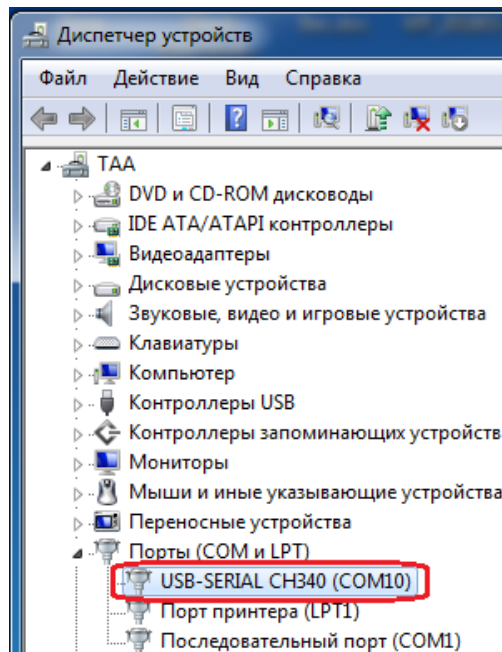 Диспетчер устройств
Файл Действие Вид Справка
TAA
DVD и CD-ROM дисководы
IDE ATA/ATAPI контроллеры
Видеоадаптеры
Дисковые устройства
Звуковые, видео и игровые устройства
Клавиатуры
Компьютер
Контроллеры USB
Контроллеры запоминающих устройств
Мониторы
Мыши и иные указывающие устройства
Переносные устройства
Порты (COM и LPT)
USB-SERIAL CH340 (COM10)
Порт принтера (LPT1)
Последовательный порт (COM1)